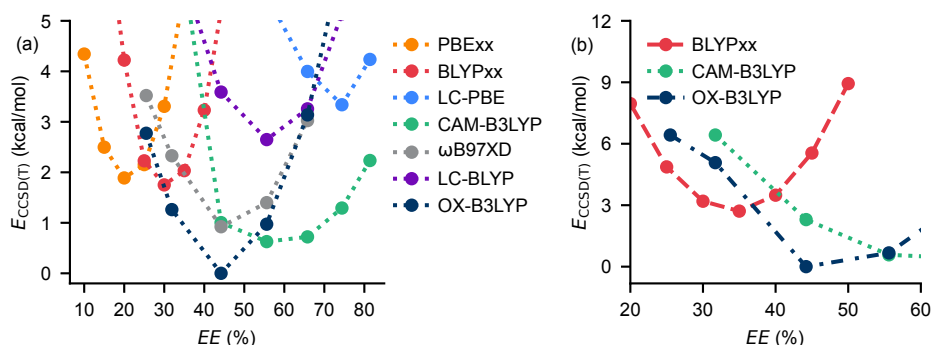 (a)
E_CCSD(T) (kcal/mol)
5
4
3
2
1
0
10 20 30 40 50 60 70 80
EE (%)
PBExx
BLYPxx
LC-PBE
CAM-B3LYP
ωB97XD
LC-BLYP
OX-B3LYP
(b)
E_CCSD(T) (kcal/mol)
12
9
6
3
0
20 30 40 50 60
EE (%)
BLYPxx
CAM-B3LYP
OX-B3LYP